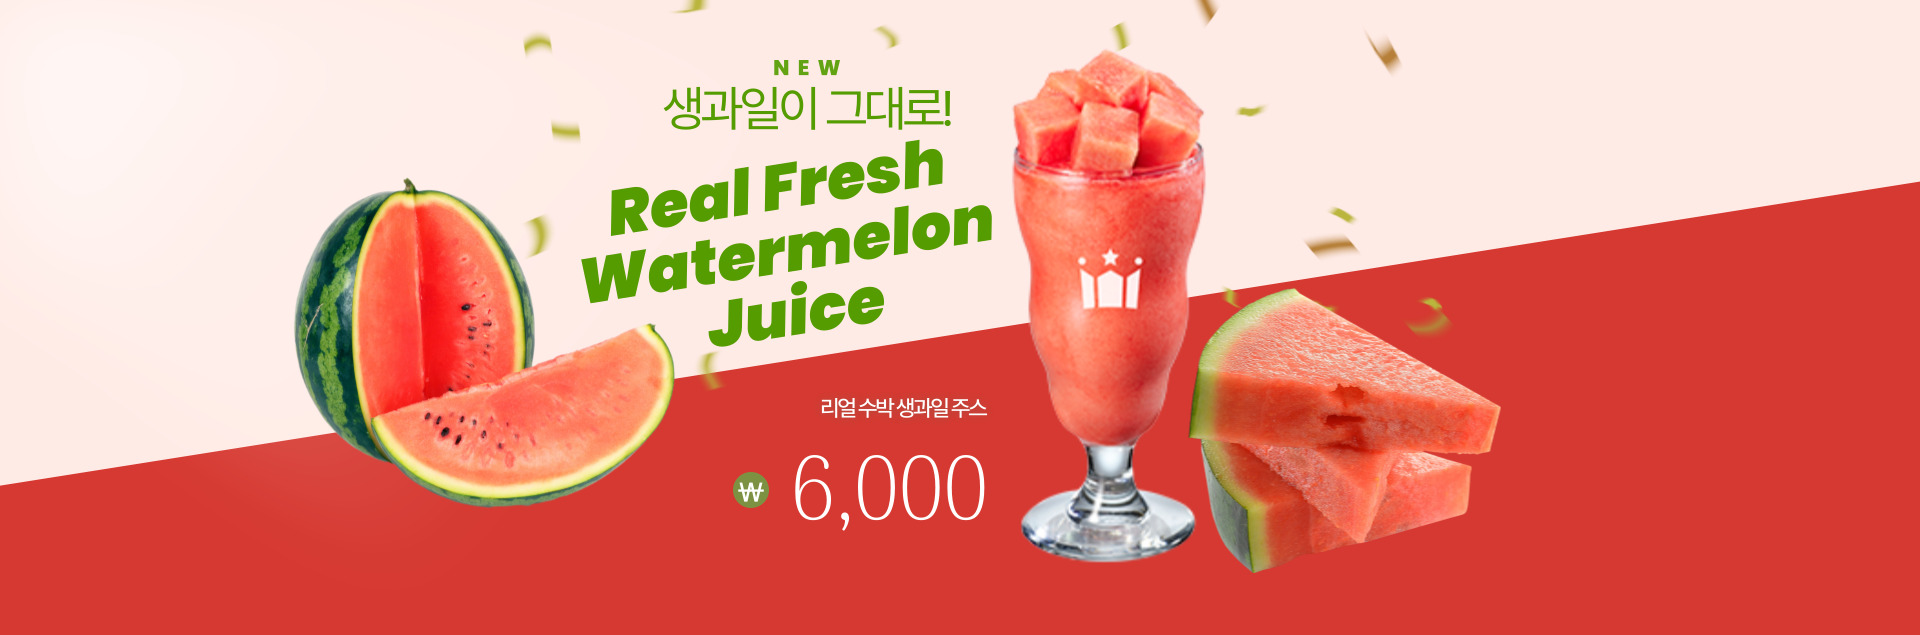 NEW
생과일이 그대로!
Real Fresh
Watermelon
Juice
리얼 수박 생과일 주스
₩ 6,000